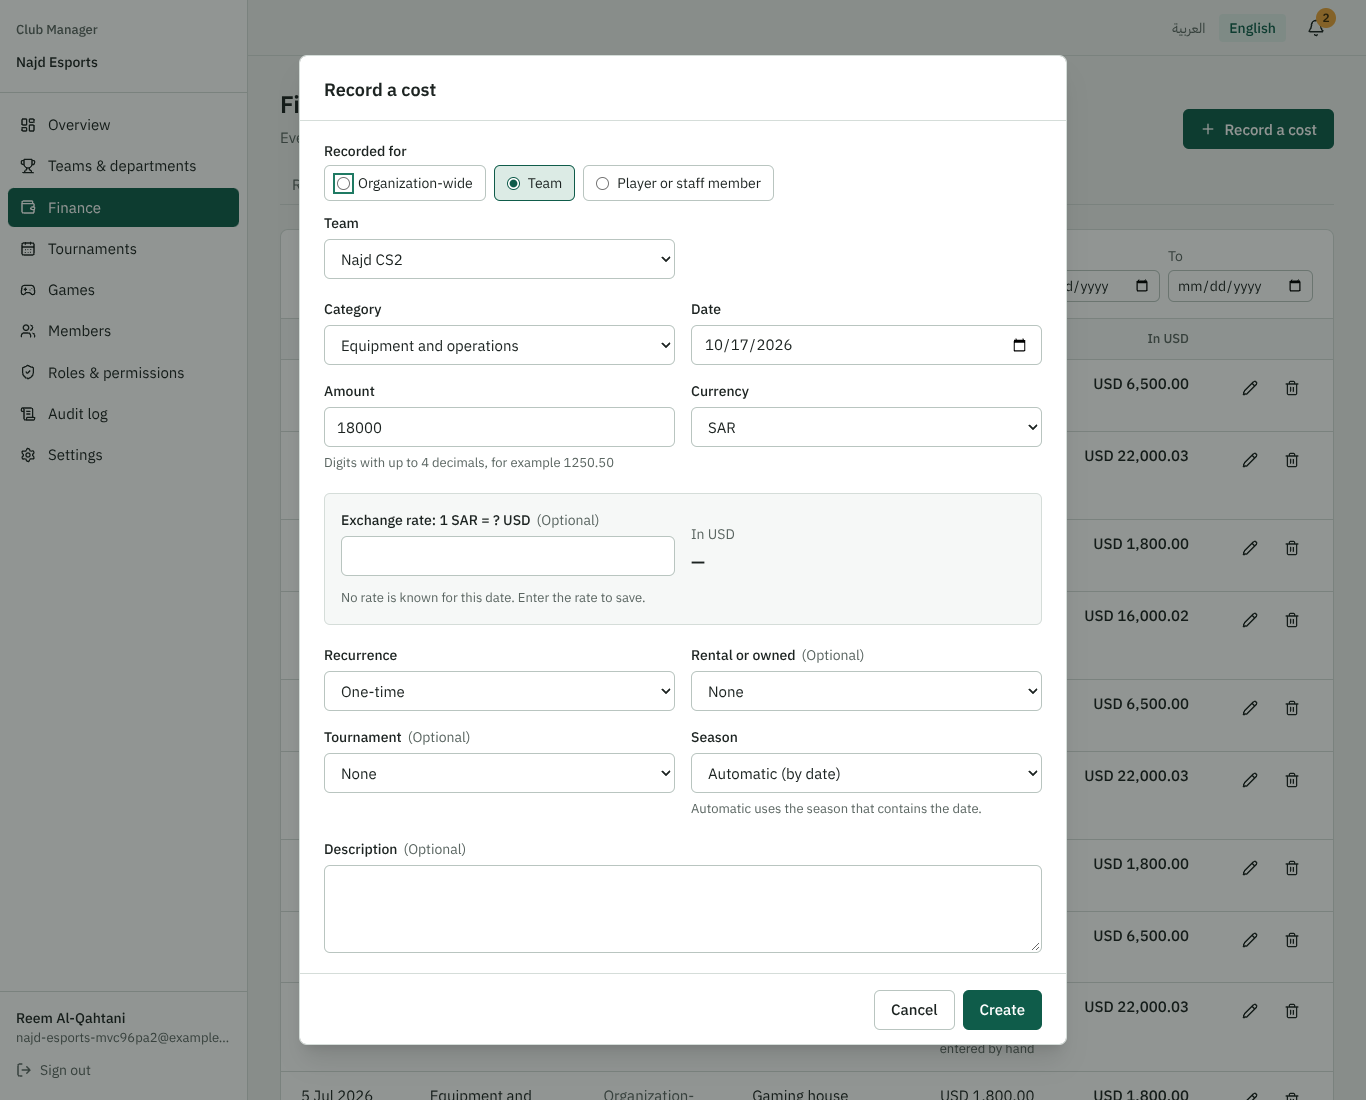 Club Manager
Najd Esports
Overview
Teams & departments
Finance
Tournaments
Games
Members
Roles & permissions
Audit log
Settings
Reem Al-Qahtani
najd-esports-mvc96pa2@example...
Sign out
العربية
English
2
Record a cost
To
d/yyyy
mm/dd/yyyy
In USD
USD 6,500.00
USD 22,000.03
USD 1,800.00
USD 16,000.02
USD 6,500.00
USD 22,000.03
USD 1,800.00
USD 6,500.00
USD 22,000.03
entered by hand
5 Jul 2026
Equipment and
Organization-
Gaming house
USD 1,800.00
USD 1,800.00
Record a cost
Recorded for
Organization-wide
Team
Player or staff member
Team
Najd CS2
Category
Date
Equipment and operations
10/17/2026
Amount
Currency
18000
SAR
Digits with up to 4 decimals, for example 1250.50
Exchange rate: 1 SAR = ? USD (Optional)
In USD
—
No rate is known for this date. Enter the rate to save.
Recurrence
Rental or owned (Optional)
One-time
None
Tournament (Optional)
Season
None
Automatic (by date)
Automatic uses the season that contains the date.
Description (Optional)
Cancel
Create